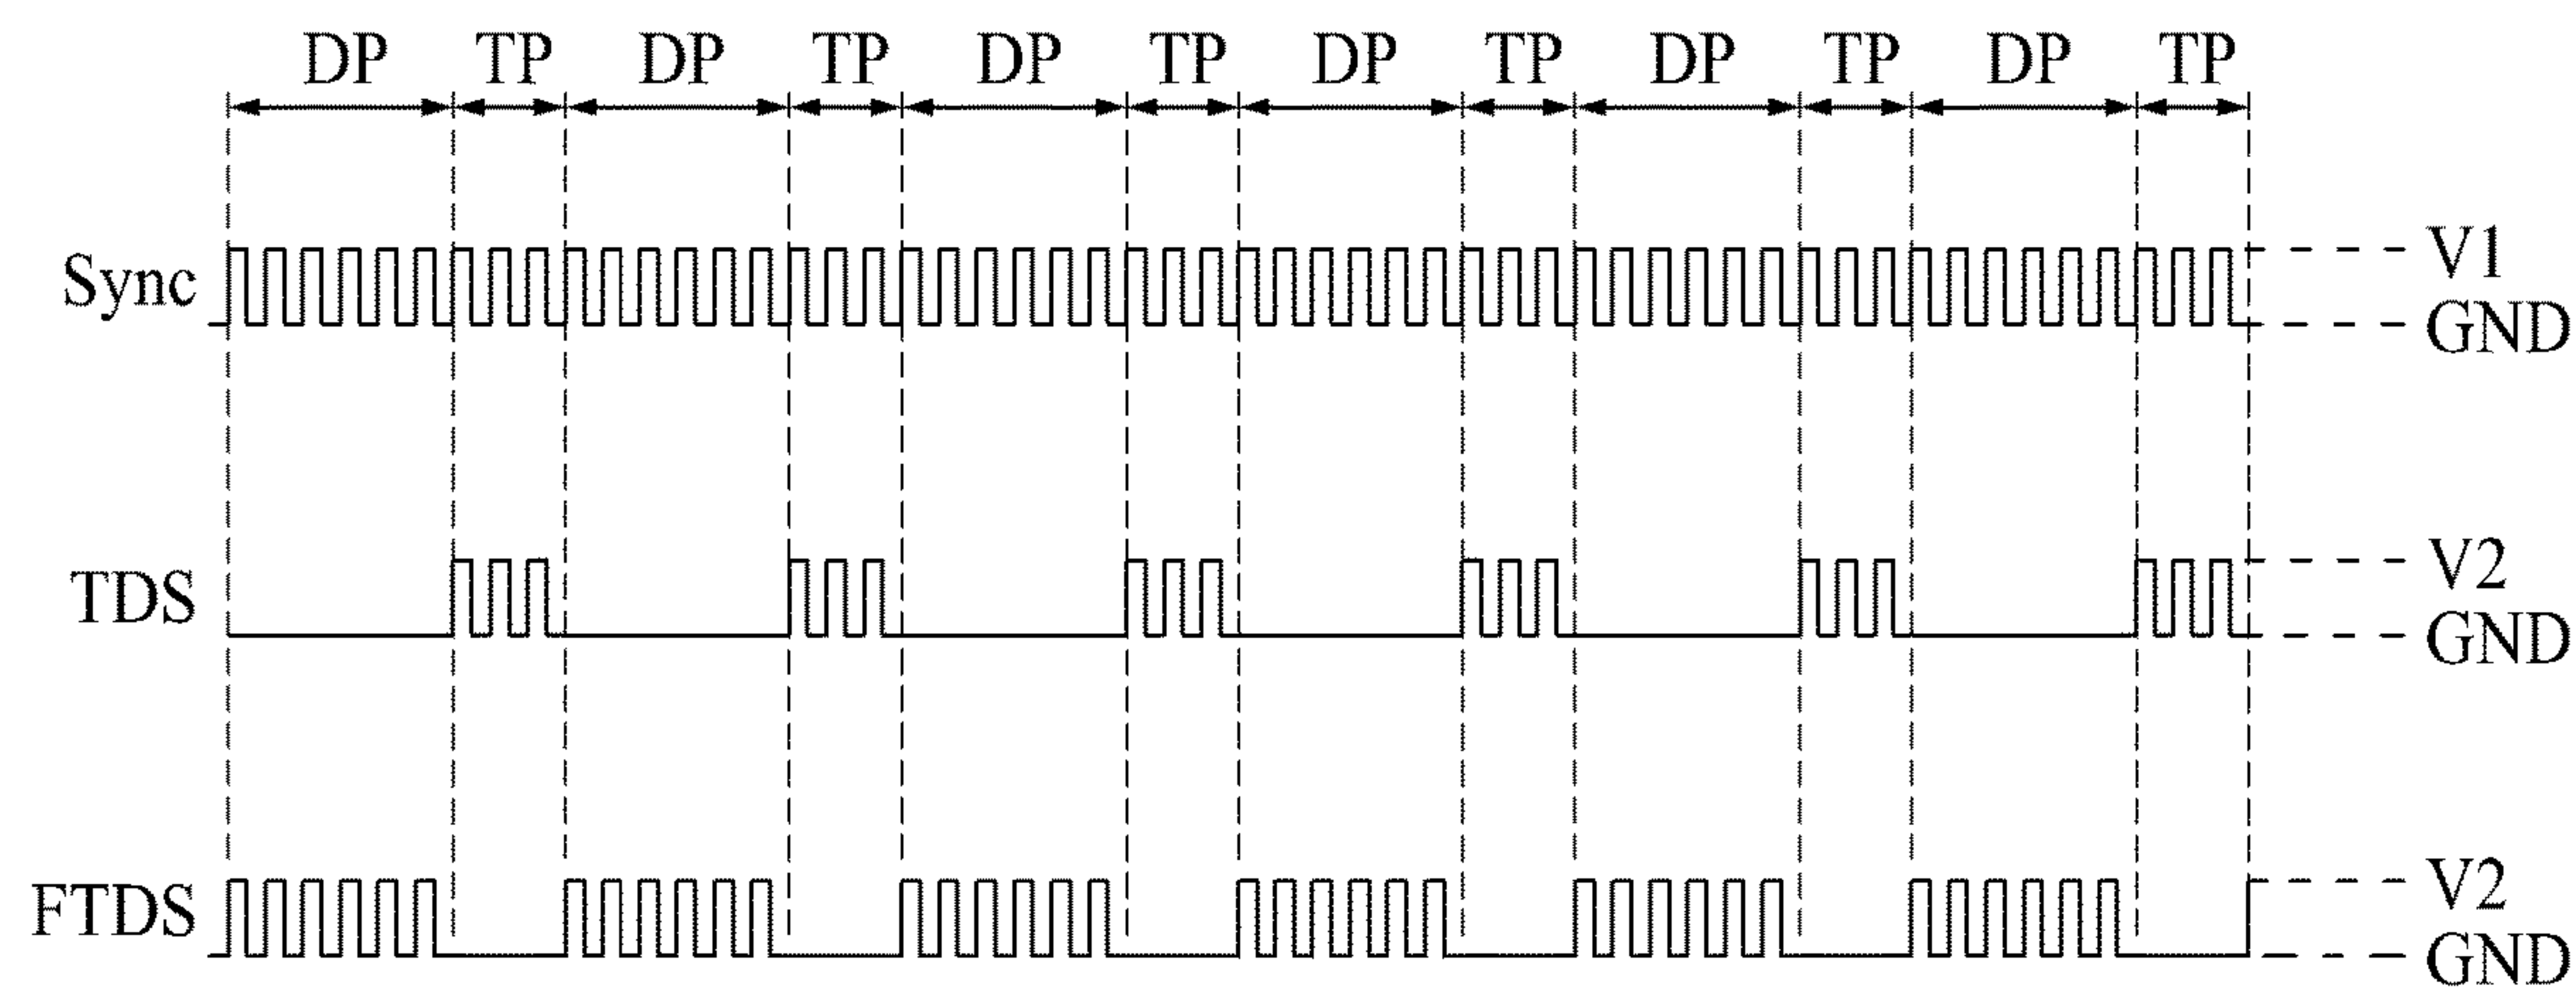 DP TP DP TP DP TP DP TP DP TP DP TP
Sync V1
GND
TDS V2
GND
FTDS V2
GND